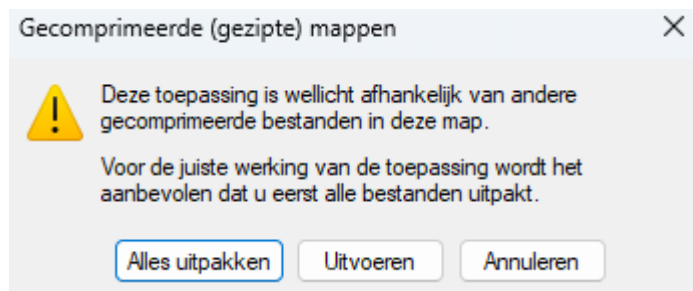 Gecomprimeerde (gezipte) mappen
Deze toepassing is wellicht afhankelijk van andere
gecomprimeerde bestanden in deze map.
Voor de juiste werking van de toepassing wordt het
aanbevolen dat u eerst alle bestanden uitpakt.
Alles uitpakken Uitvoeren Annuleren